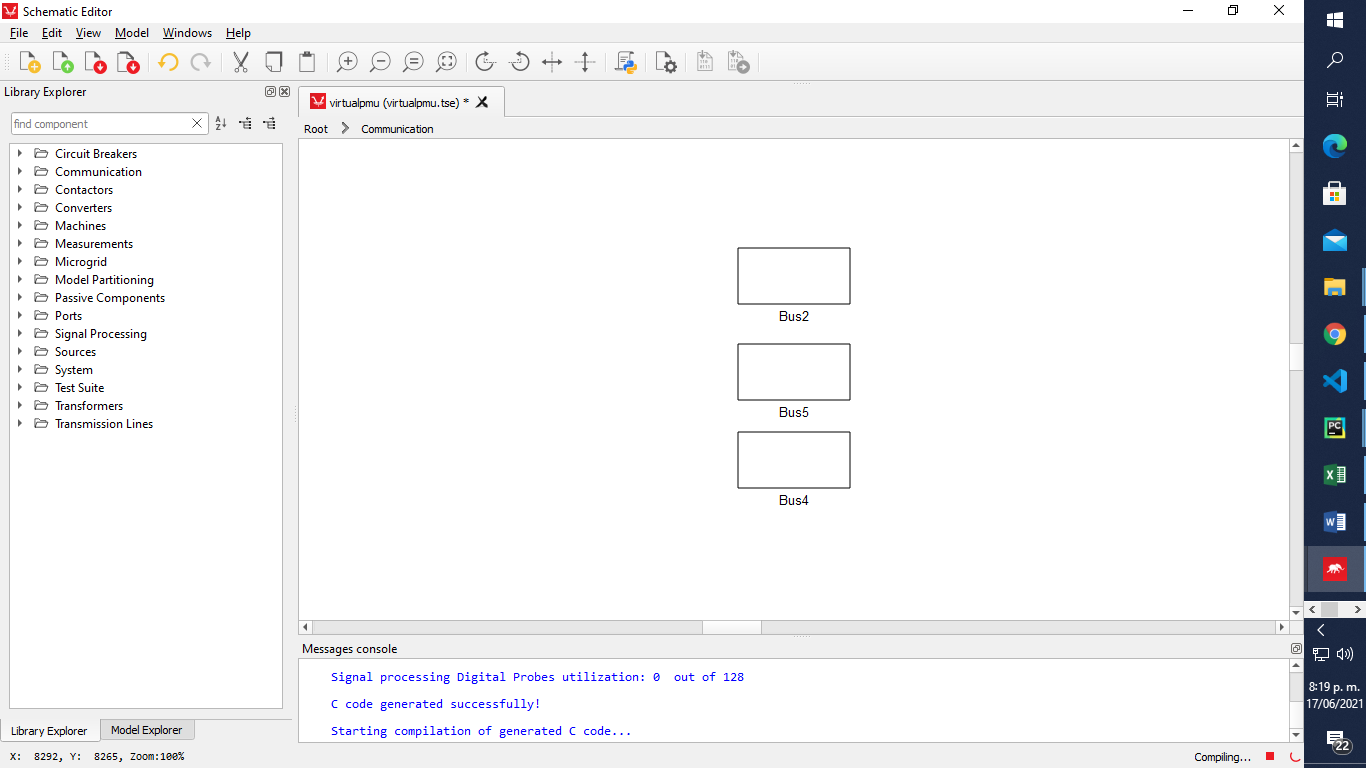 Schematic Editor
File Edit View Model Windows Help
Library Explorer
find component
A Z
Circuit Breakers
Communication
Contactors
Converters
Machines
Measurements
Microgrid
Model Partitioning
Passive Components
Ports
Signal Processing
Sources
System
Test Suite
Transformers
Transmission Lines
Library Explorer Model Explorer
X: 8292, Y: 8265, Zoom:100%
virtualpmu (virtualpmu.tse) *
Root Communication
Bus2
Bus5
Bus4
Messages console
Signal processing Digital Probes utilization: 0 out of 128
C code generated successfully!
Starting compilation of generated C code...
Compiling...
PC
X
W
8:19 p. m.
17/06/2021
22